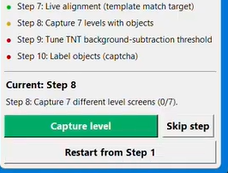 Step 7: Live alignment (template match target)
Step 8: Capture 7 levels with objects
Step 9: Tune TNT background-subtraction threshold
Step 10: Label objects (captcha)
Current: Step 8
Step 8: Capture 7 different level screens (0/7).
Capture level
Skip step
Restart from Step 1